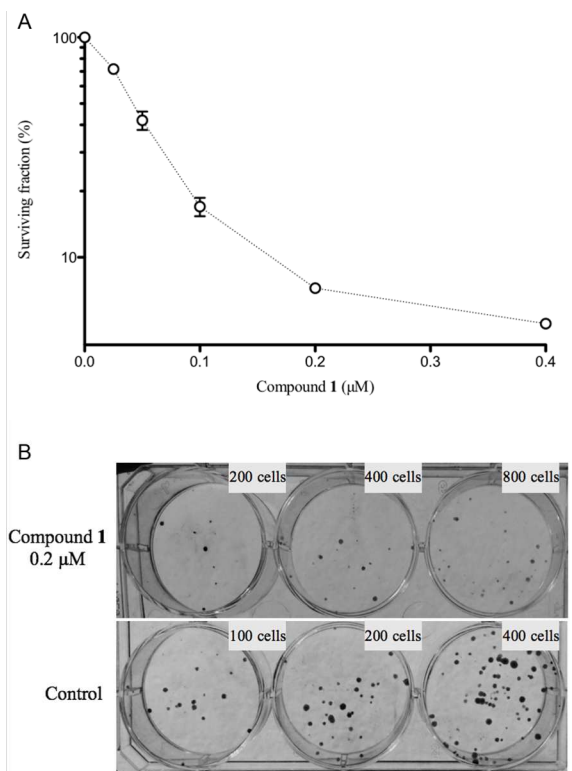 A
100
10
Surviving fraction (%)
0.0 0.1 0.2 0.3 0.4
Compound 1 (μM)
B
200 cells 400 cells 800 cells
Compound 1
0.2 μM
100 cells 200 cells 400 cells
Control